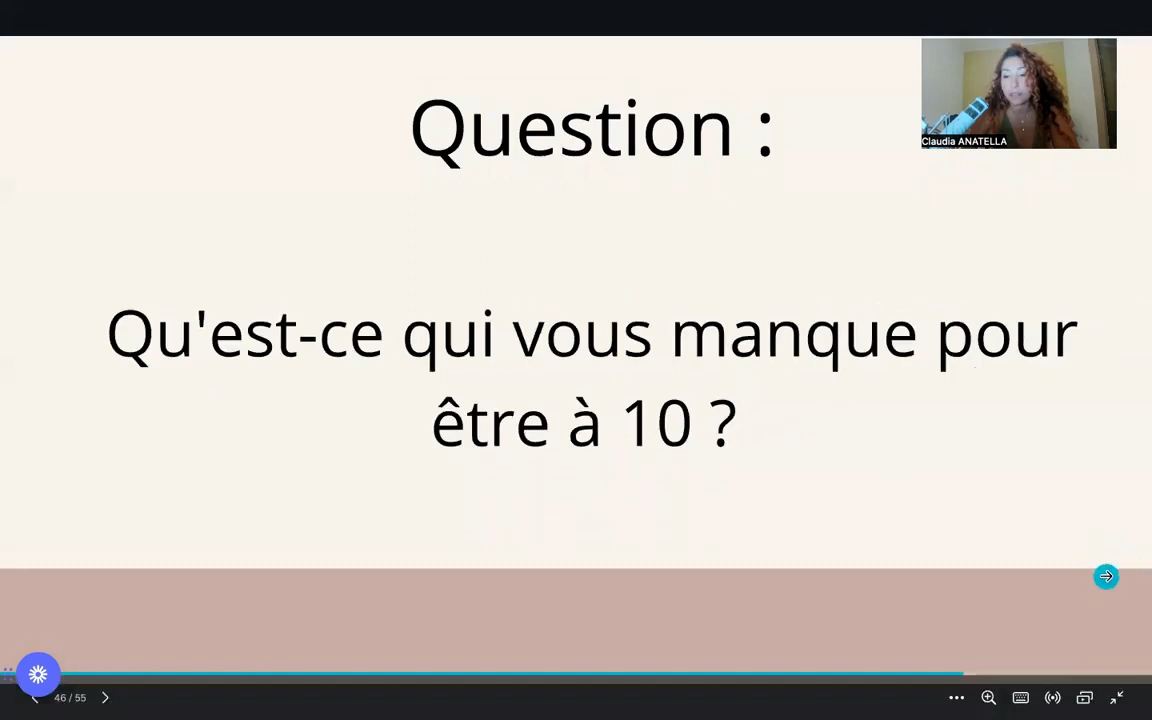 Question :
Claudia ANATELLA
Qu'est-ce qui vous manque pour
être à 10 ?
46 / 55